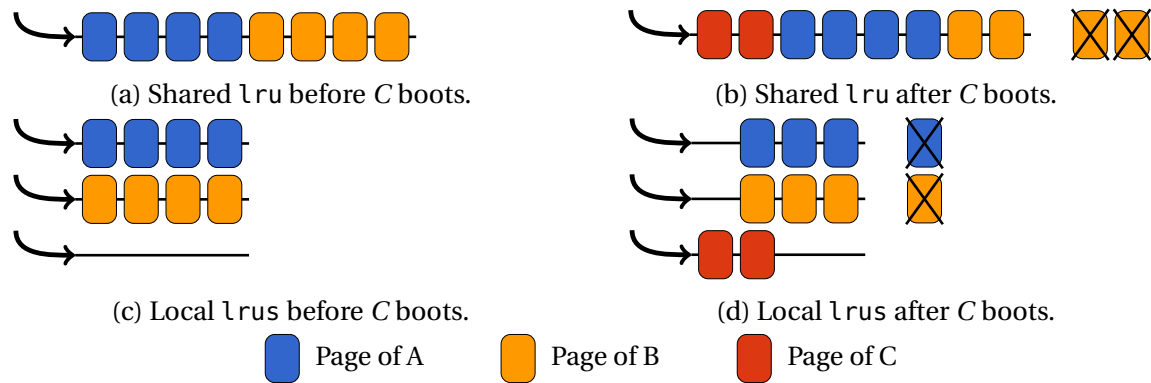 (a) Shared lru before C boots.
(b) Shared lru after C boots.
(c) Local lrus before C boots.
(d) Local lrus after C boots.
Page of A
Page of B
Page of C